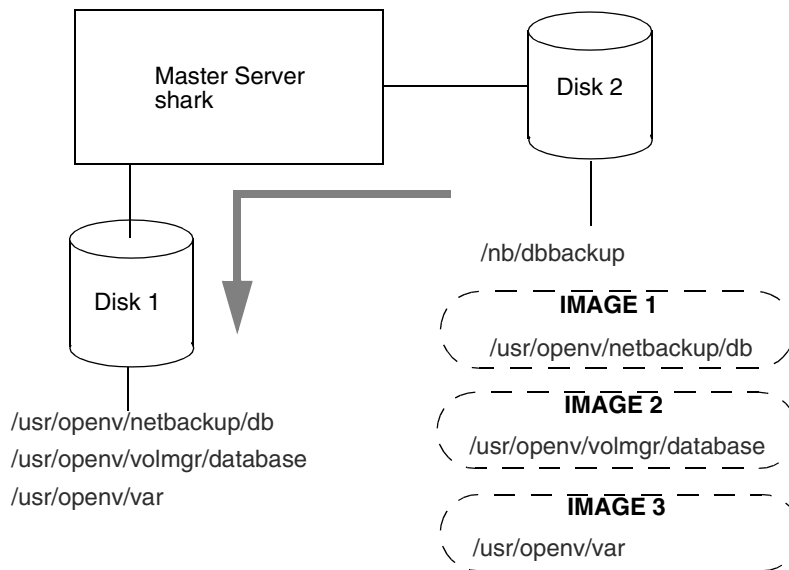 Master Server
shark
Disk 2
Disk 1
/usr/openv/netbackup/db
/usr/openv/volmgr/database
/usr/openv/var
/nb/dbbackup
IMAGE 1
/usr/openv/netbackup/db
IMAGE 2
/usr/openv/volmgr/database
IMAGE 3
/usr/openv/var